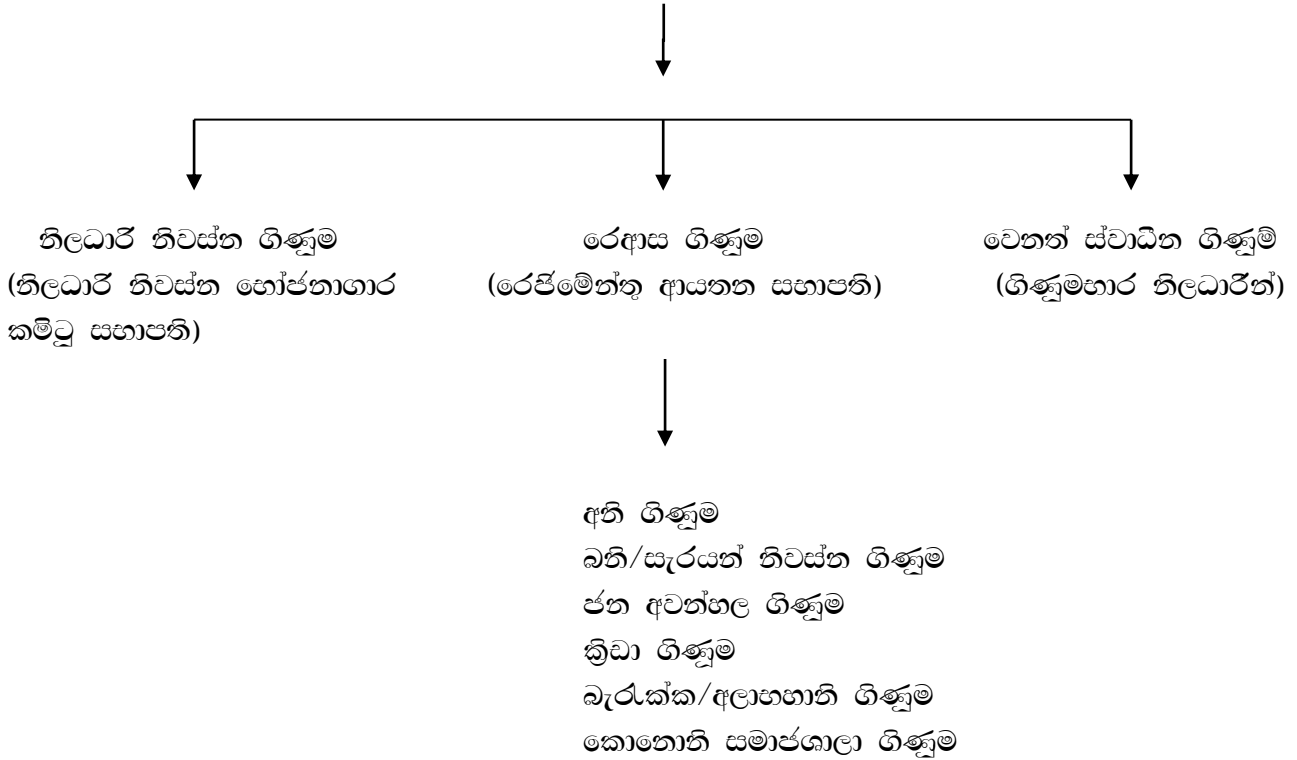 නිලධාරී නිවස්න ගිණුම
(නිලධාරී නිවස්න භෝජනාගාර
කමිටු සභාපති)
රෙආස ගිණුම
(රෙජිමේන්තු ආයතන සභාපති)
වෙනත් ස්වාධීන ගිණුම්
(ගිණුම්භාර නිලධාරීන්)
අනි ගිණුම
බනි/සැරයන් නිවස්න ගිණුම
ජන අවන්හල ගිණුම
ක්‍රිඩා ගිණුම
බැරැක්ක/අලාභහානි ගිණුම
කොනොනි සමාජශාලා ගිණුම